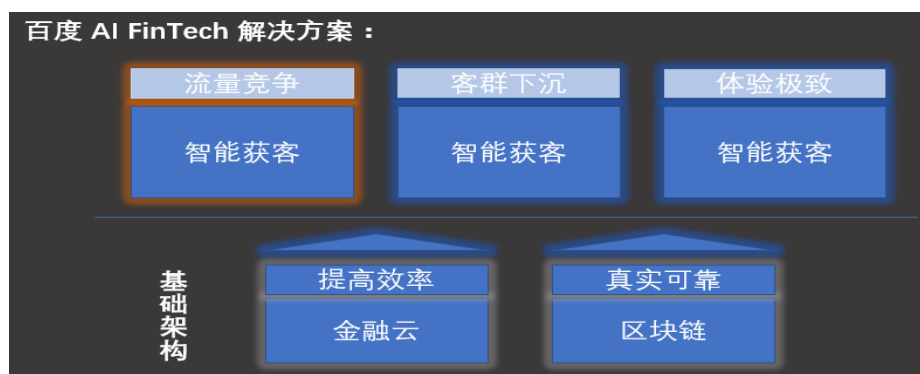 百度 AI FinTech 解决方案：
流量竞争 客群下沉 体验极致
智能获客 智能获客 智能获客
基础架构
提高效率 真实可靠
金融云 区块链